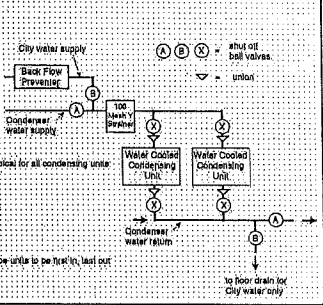 City water supply
Back Flow
Preventer
A B X = shut off
ball valves.
= union
B
A
Condenser
water supply
100
Mesh Y
Strainer
X X
pical for all condensing units
Water Cooled
Condensing
Unit
Water Cooled
Condensing
Unit
X X
A
Condenser
water return
B
be units to be first in, last out
to floor drain for
City water only